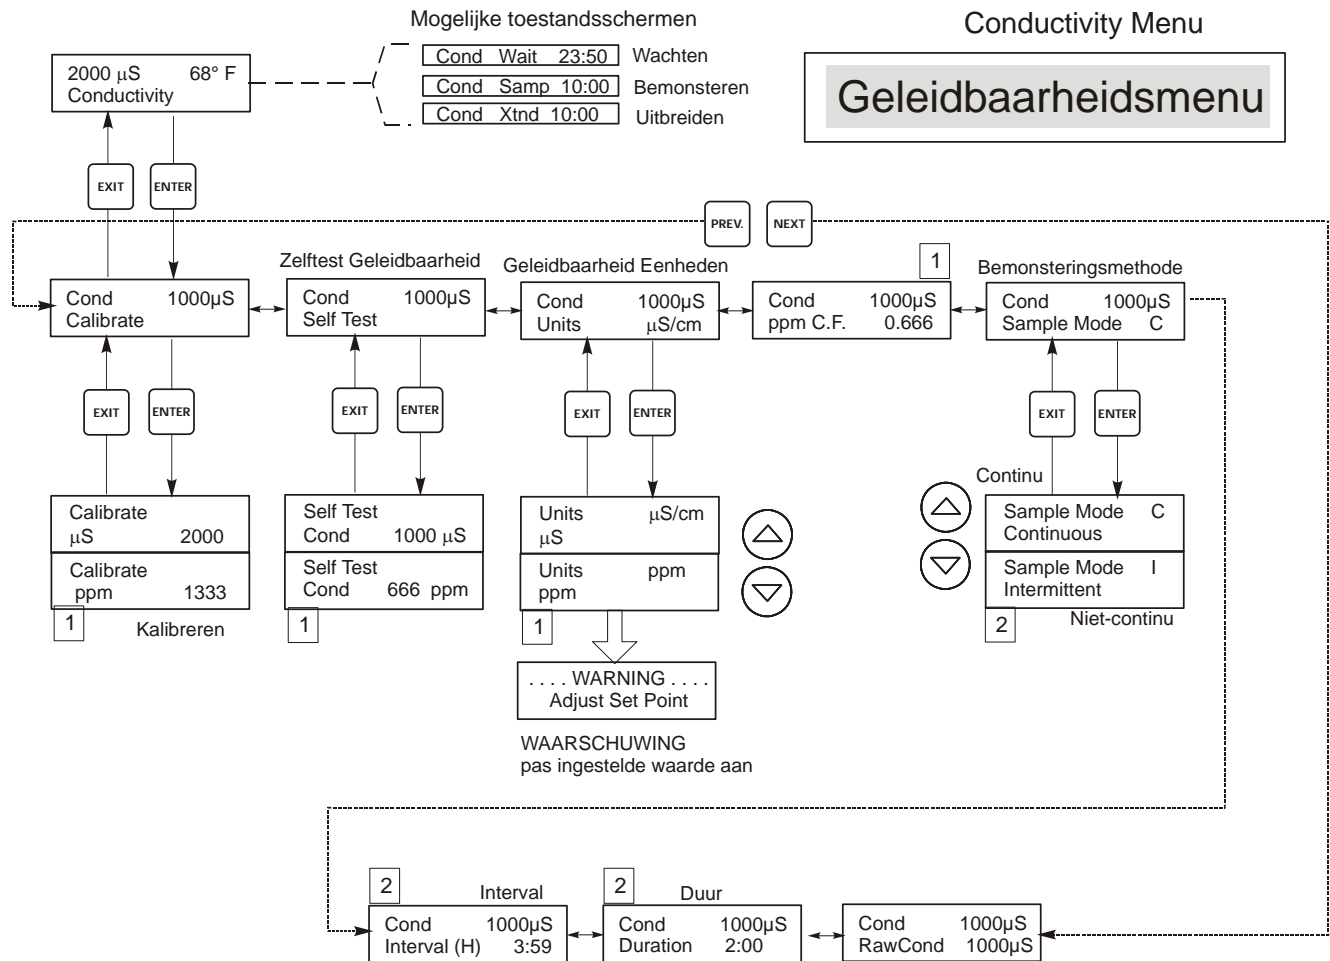 Mogelijke toestandsschermen
Conductivity Menu
Geleidbaarheidsmenu
2000 µS 68° F
Conductivity
Cond Wait 23:50 Wachten
Cond Samp 10:00 Bemonsteren
Cond Xtnd 10:00 Uitbreiden
EXIT
ENTER
PREV.
NEXT
Cond 1000µS
Calibrate
Zelftest Geleidbaarheid
Cond 1000µS
Self Test
Geleidbaarheid Eenheden
Cond 1000µS
Units µS/cm
1
Cond 1000µS
ppm C.F. 0.666
Bemonsteringsmethode
Cond 1000µS
Sample Mode C
EXIT
ENTER
EXIT
ENTER
EXIT
ENTER
EXIT
ENTER
Calibrate
µS 2000
Calibrate
ppm 1333
1
Kalibreren
Self Test
Cond 1000 µS
Self Test
Cond 666 ppm
1
Units µS/cm
µS
Units ppm
ppm
1
. . . . WARNING . . . .
Adjust Set Point
WAARSCHUWING
pas ingestelde waarde aan
Continu
Sample Mode C
Continuous
Sample Mode I
Intermittent
2
Niet-continu
2
Interval
Cond 1000µS
Interval (H) 3:59
2
Duur
Cond 1000µS
Duration 2:00
Cond 1000µS
RawCond 1000µS